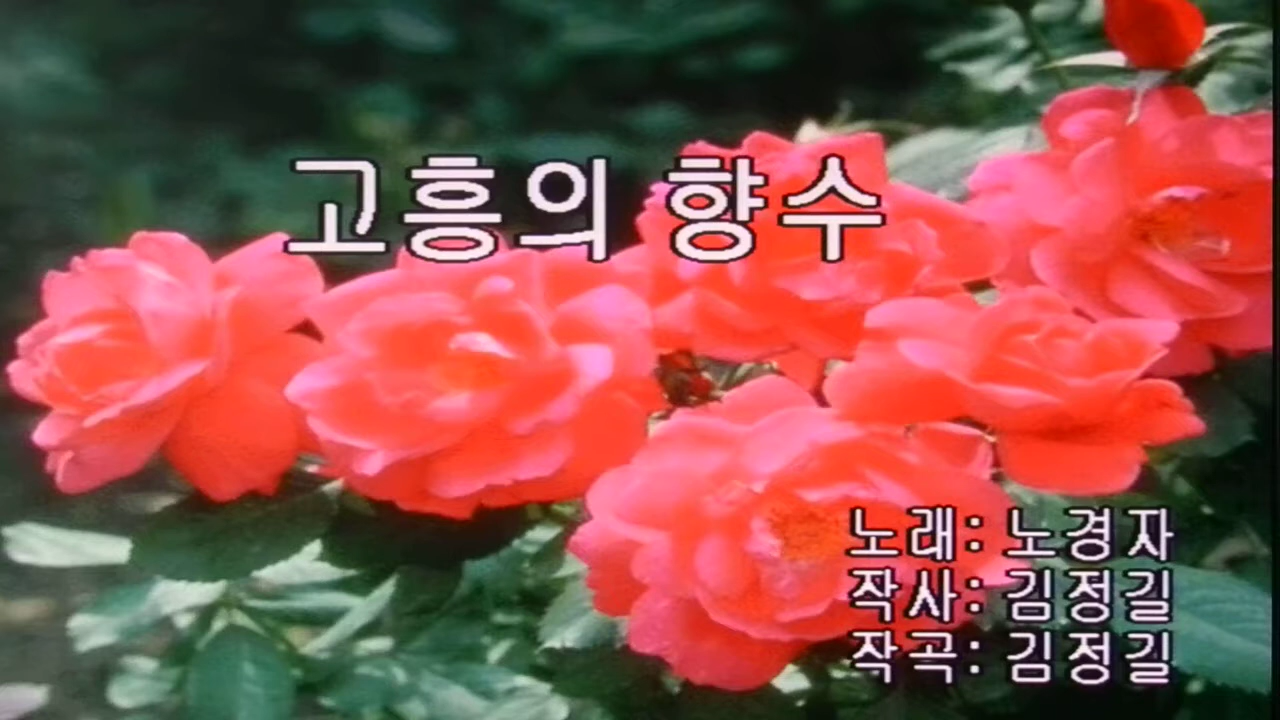 고흥의 향수
노래: 노경자
작사: 김정길
작곡: 김정길